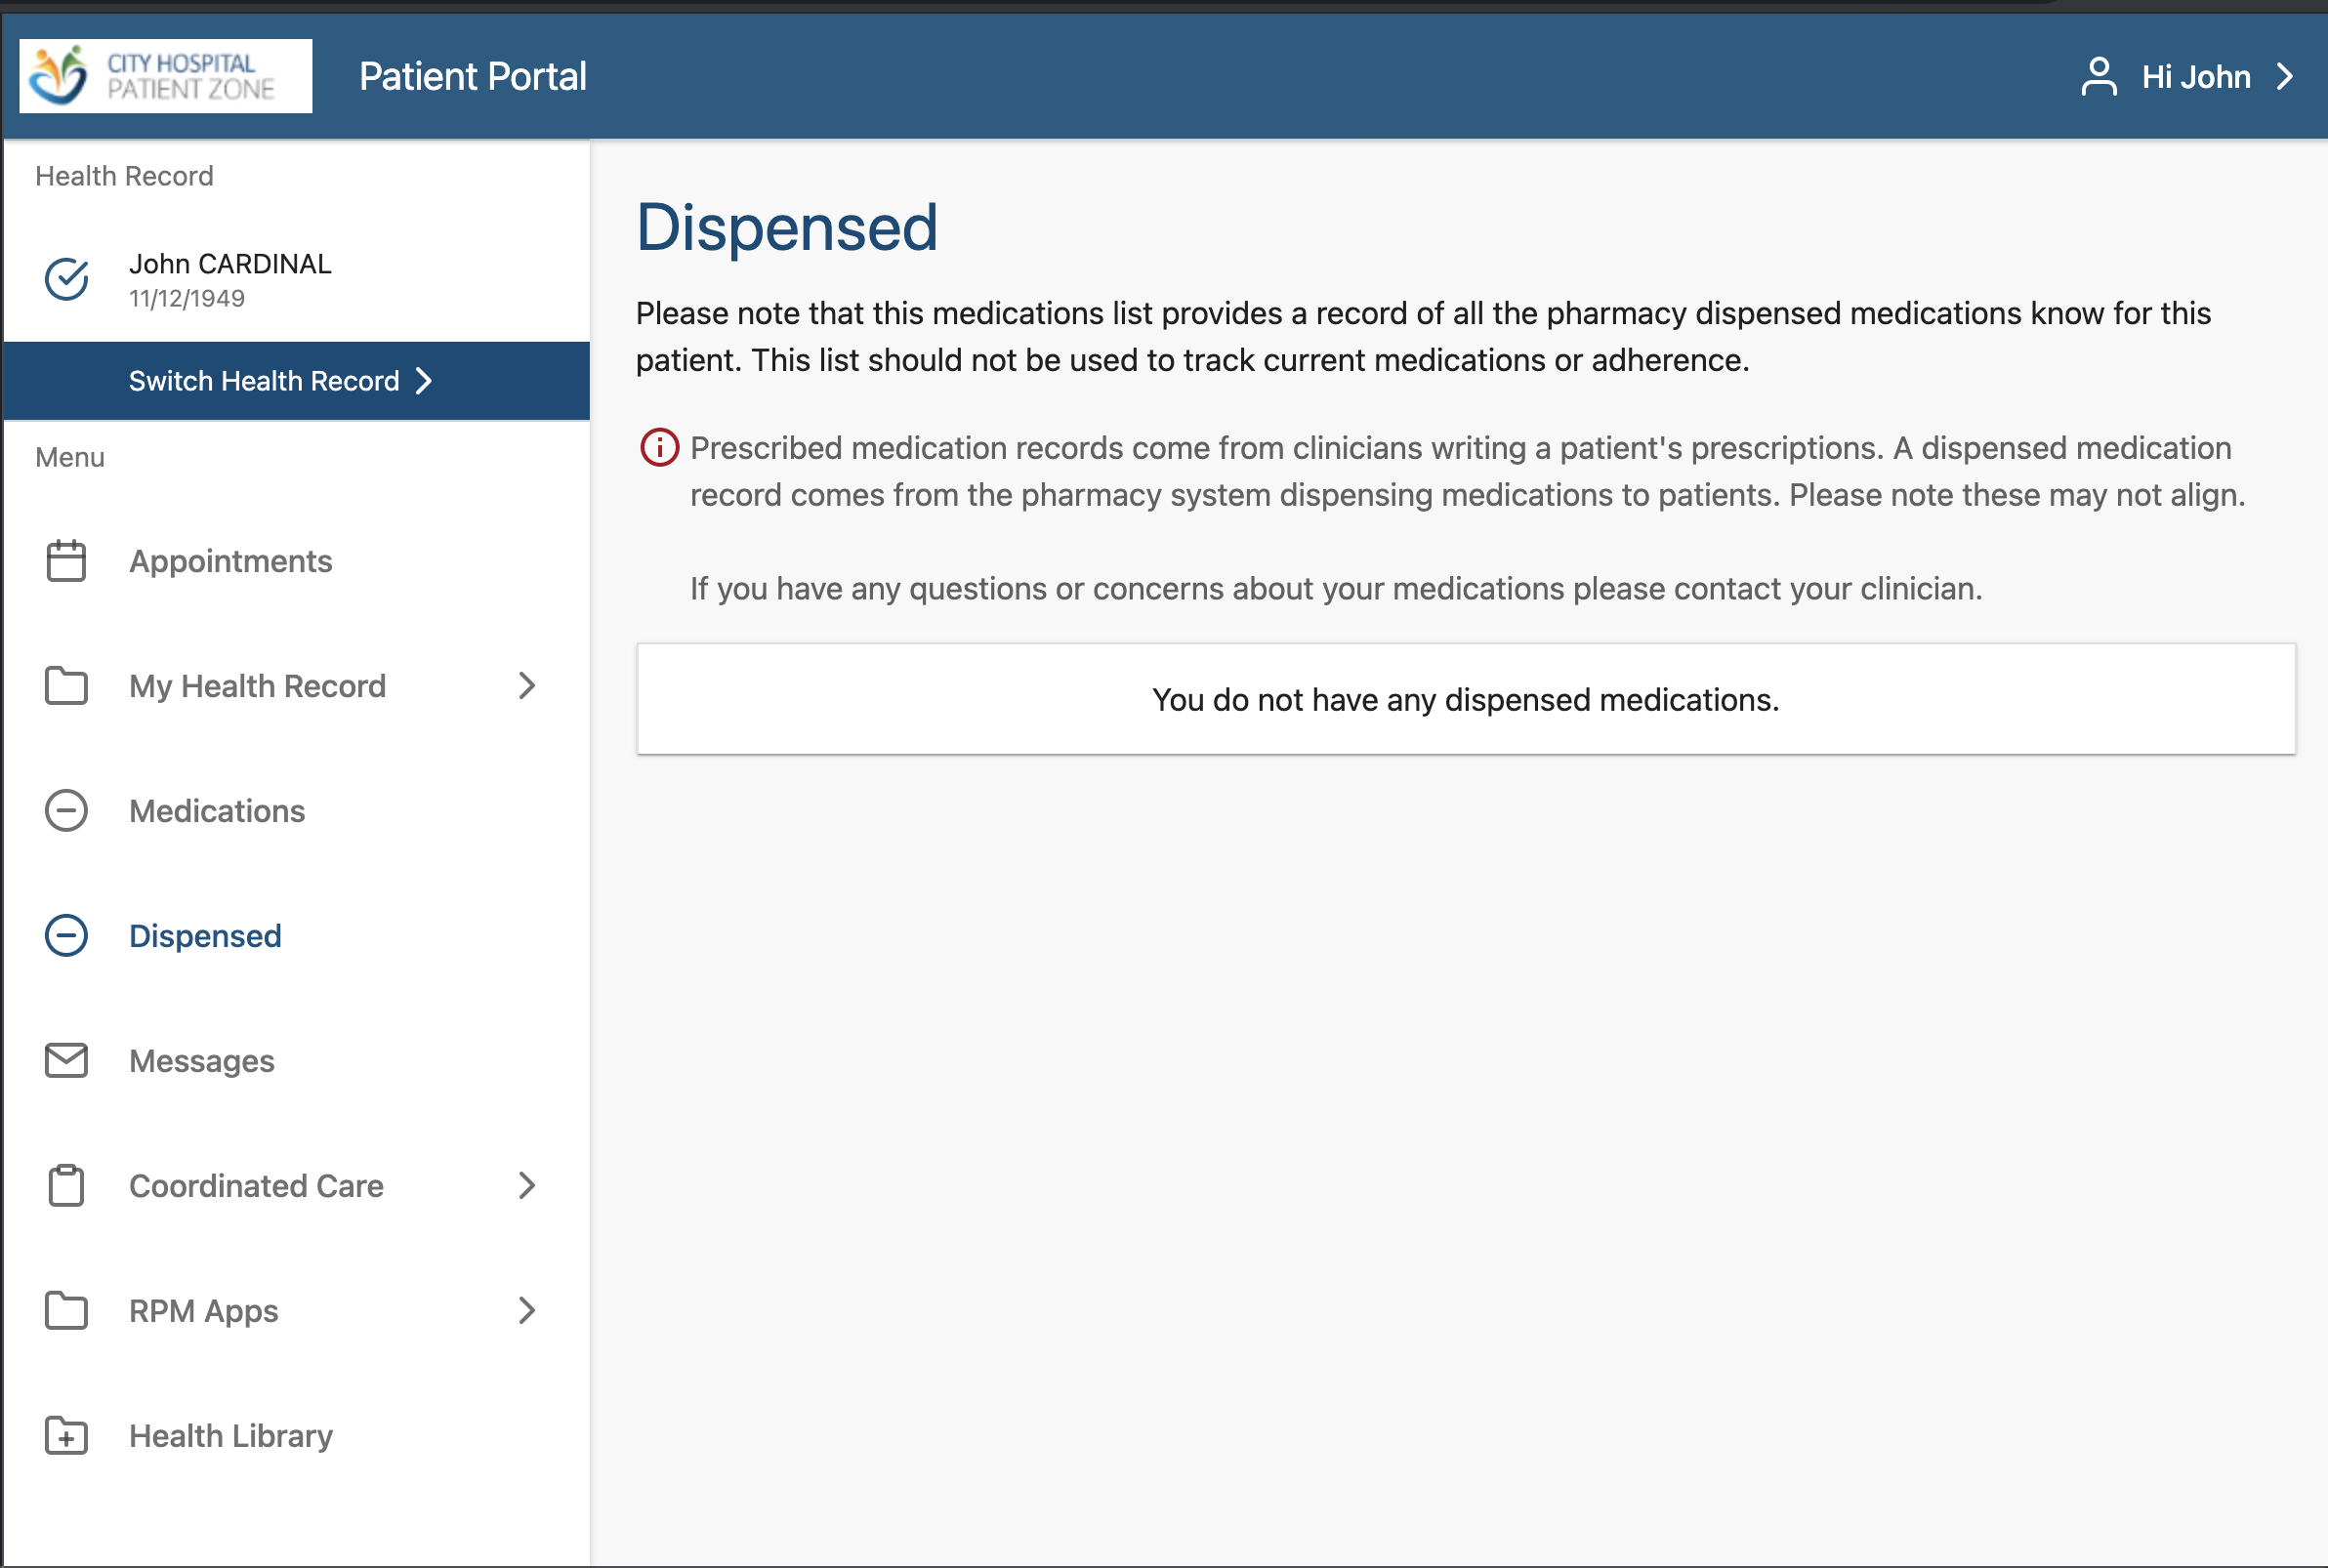 CITY HOSPITAL
PATIENT ZONE
Patient Portal
Hi John
Health Record
John CARDINAL
11/12/1949
Switch Health Record
Menu
Appointments
My Health Record
Medications
Dispensed
Messages
Coordinated Care
RPM Apps
Health Library
Dispensed
Please note that this medications list provides a record of all the pharmacy dispensed medications know for this
patient. This list should not be used to track current medications or adherence.
Prescribed medication records come from clinicians writing a patient's prescriptions. A dispensed medication
record comes from the pharmacy system dispensing medications to patients. Please note these may not align.
If you have any questions or concerns about your medications please contact your clinician.
You do not have any dispensed medications.